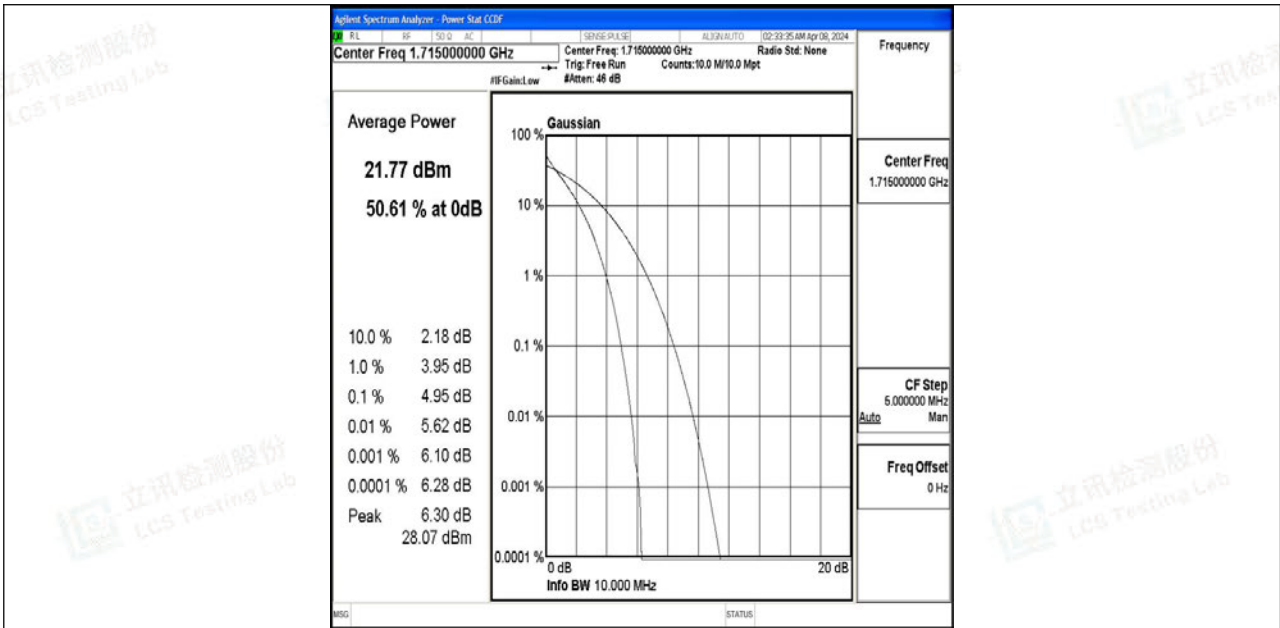 Agilent Spectrum Analyzer - Power Stat CCDF
RL RF 50 Ω AC SENSE:PULSE ALIGNAUTO 02:33:35 AM Apr 08, 2024
Center Freq 1.715000000 GHz
Center Freq: 1.715000000 GHz Radio Std: None
Trig: Free Run Counts:10.0 M/10.0 Mpt
#IFGain:Low #Atten: 46 dB
Frequency
Average Power
21.77 dBm
50.61 % at 0dB
10.0 % 2.18 dB
1.0 % 3.95 dB
0.1 % 4.95 dB
0.01 % 5.62 dB
0.001 % 6.10 dB
0.0001 % 6.28 dB
Peak 6.30 dB
28.07 dBm
Gaussian
100 %
10 %
1 %
0.1 %
0.01 %
0.001 %
0.0001 %
0 dB 20 dB
Info BW 10.000 MHz
Center Freq
1.715000000 GHz
CF Step
5.000000 MHz
Auto Man
Freq Offset
0 Hz
MSG STATUS
立讯检测股份
LCS Testing Lab
立讯检测股份
LCS Testing Lab
立讯检测股份
LCS Testing Lab